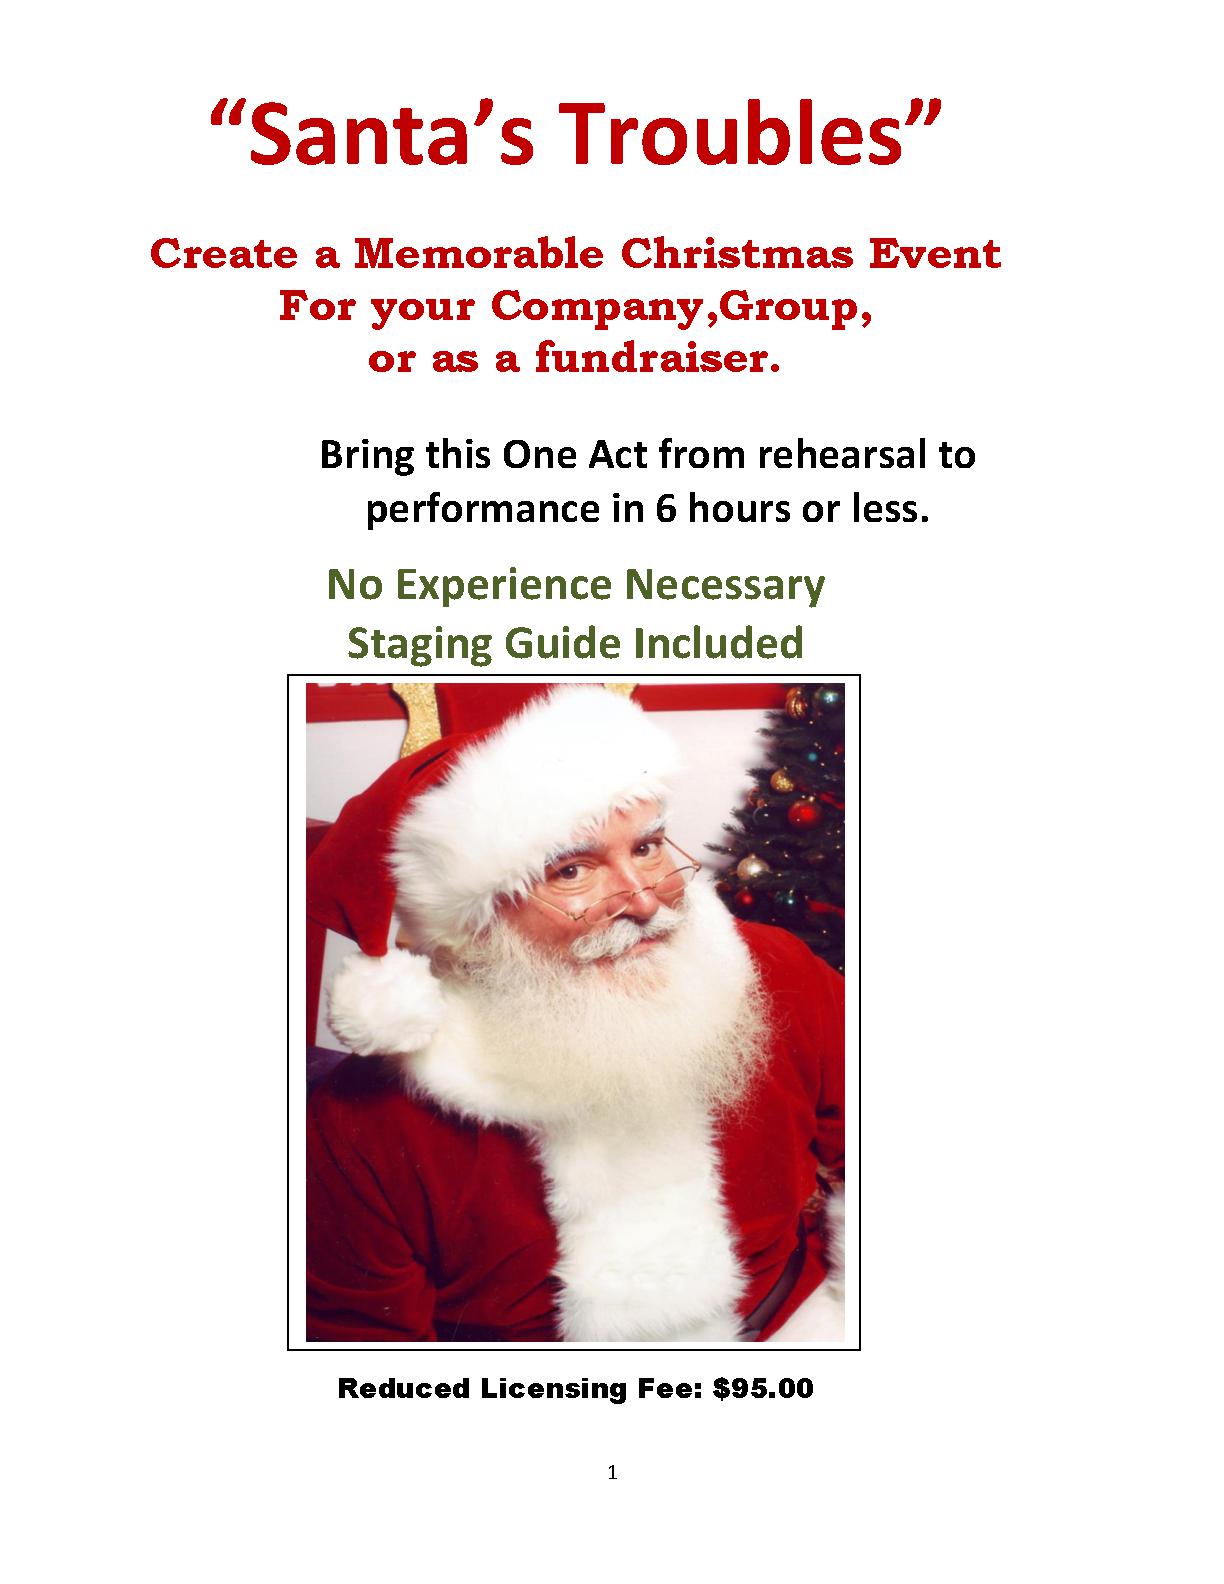 “Santa’s Troubles”
Create a Memorable Christmas Event
For your Company,Group,
or as a fundraiser.
Bring this One Act from rehearsal to
performance in 6 hours or less.
No Experience Necessary
Staging Guide Included
Reduced Licensing Fee: $95.00
1